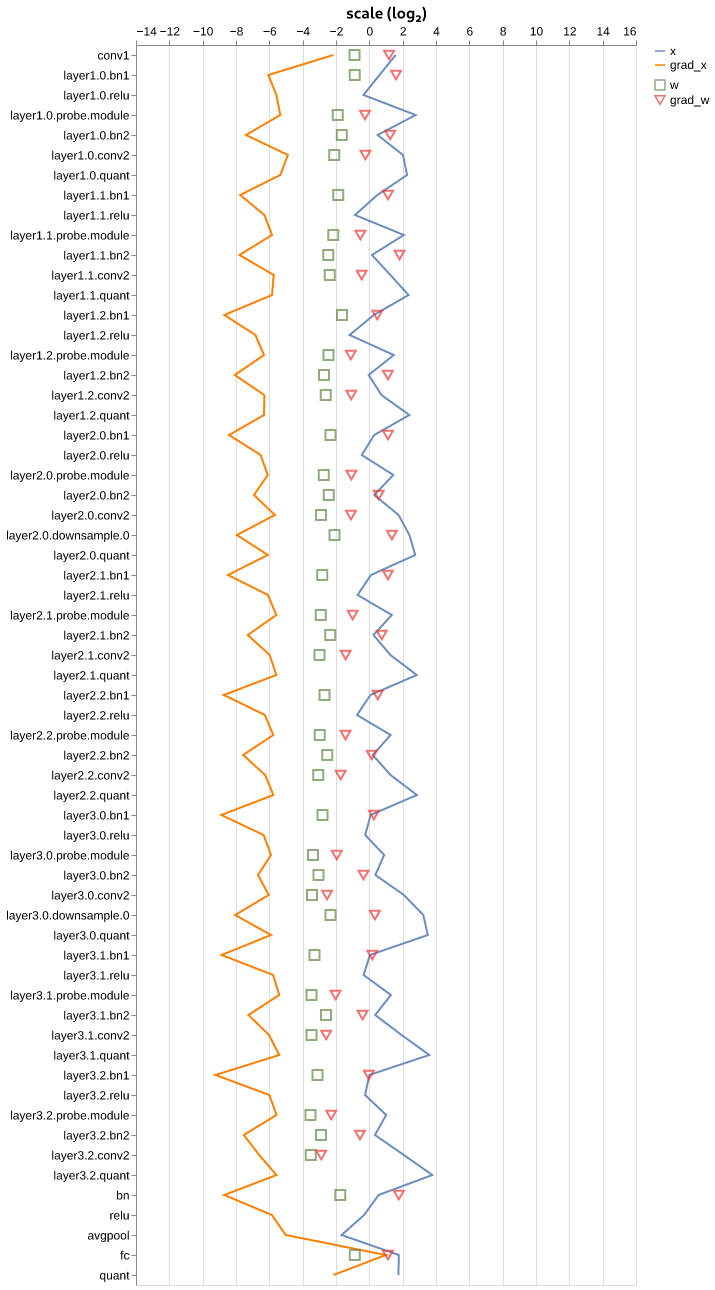 scale (log₂)
−14 −12 −10 −8 −6 −4 −2 0 2 4 6 8 10 12 14 16
x
grad_x
w
grad_w
conv1
layer1.0.bn1
layer1.0.relu
layer1.0.probe.module
layer1.0.bn2
layer1.0.conv2
layer1.0.quant
layer1.1.bn1
layer1.1.relu
layer1.1.probe.module
layer1.1.bn2
layer1.1.conv2
layer1.1.quant
layer1.2.bn1
layer1.2.relu
layer1.2.probe.module
layer1.2.bn2
layer1.2.conv2
layer1.2.quant
layer2.0.bn1
layer2.0.relu
layer2.0.probe.module
layer2.0.bn2
layer2.0.conv2
layer2.0.downsample.0
layer2.0.quant
layer2.1.bn1
layer2.1.relu
layer2.1.probe.module
layer2.1.bn2
layer2.1.conv2
layer2.1.quant
layer2.2.bn1
layer2.2.relu
layer2.2.probe.module
layer2.2.bn2
layer2.2.conv2
layer2.2.quant
layer3.0.bn1
layer3.0.relu
layer3.0.probe.module
layer3.0.bn2
layer3.0.conv2
layer3.0.downsample.0
layer3.0.quant
layer3.1.bn1
layer3.1.relu
layer3.1.probe.module
layer3.1.bn2
layer3.1.conv2
layer3.1.quant
layer3.2.bn1
layer3.2.relu
layer3.2.probe.module
layer3.2.bn2
layer3.2.conv2
layer3.2.quant
bn
relu
avgpool
fc
quant